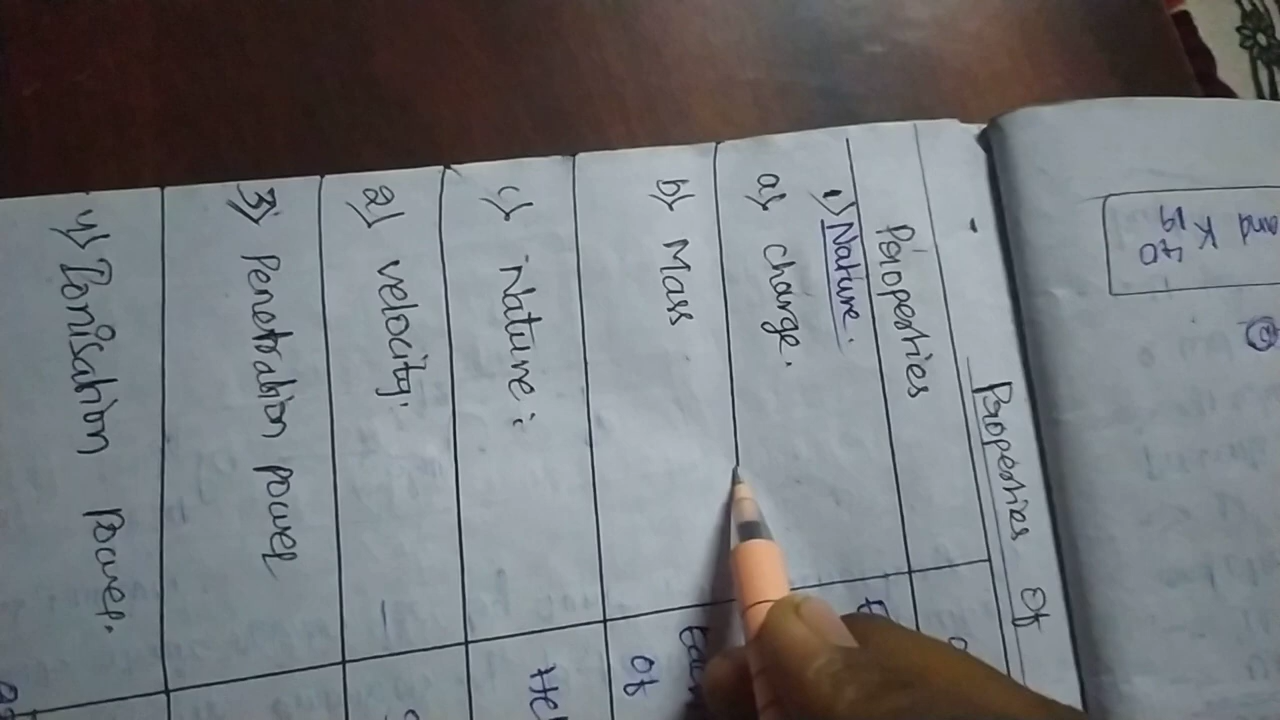 and K
40
19
Properties of
Properties
1) Nature.
a) charge.
b) Mass
of
c) Nature:
Hel
2) velocity.
3) Penetration power
4) Ionisation power.